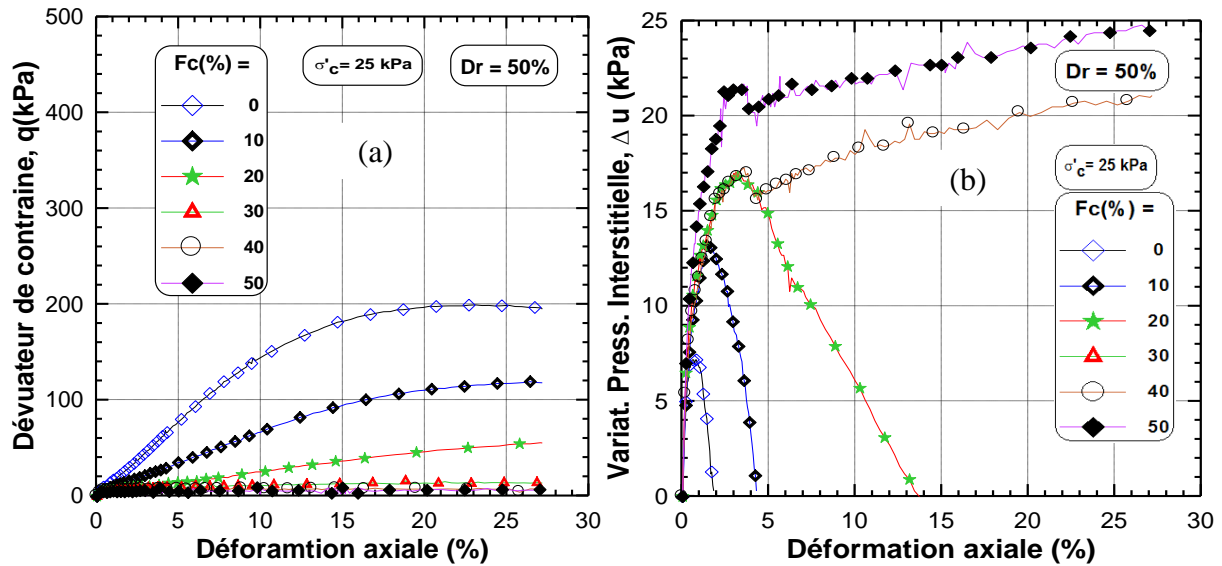 500
400
300
200
100
0
Dévuateur de contraine, q(kPa)
Fc(%) =
0
10
20
30
40
50
σ'c= 25 kPa
Dr = 50%
(a)
0 5 10 15 20 25 30
Déforamtion axiale (%)
25
20
15
10
5
0
Variat. Press. Interstitielle, Δ u (kPa)
Dr = 50%
σ'c= 25 kPa
(b)
Fc(% ) =
0
10
20
30
40
50
0 5 10 15 20 25 30
Déformation axiale (%)